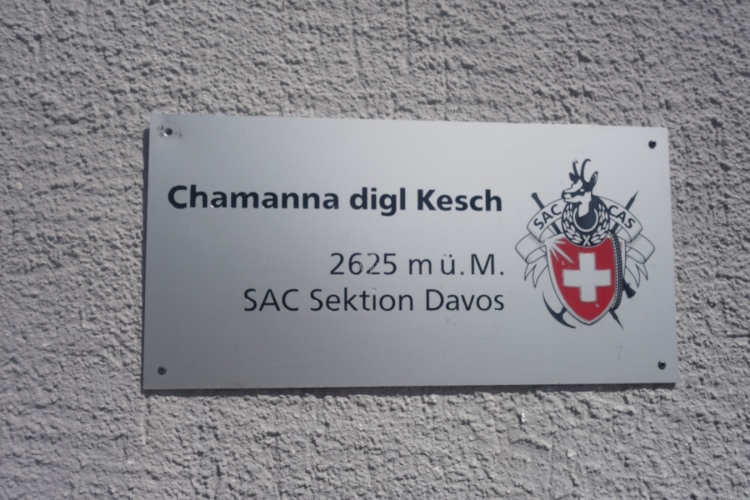 Chamanna digl Kesch
2625 m ü. M.
SAC Sektion Davos
SAC CAS